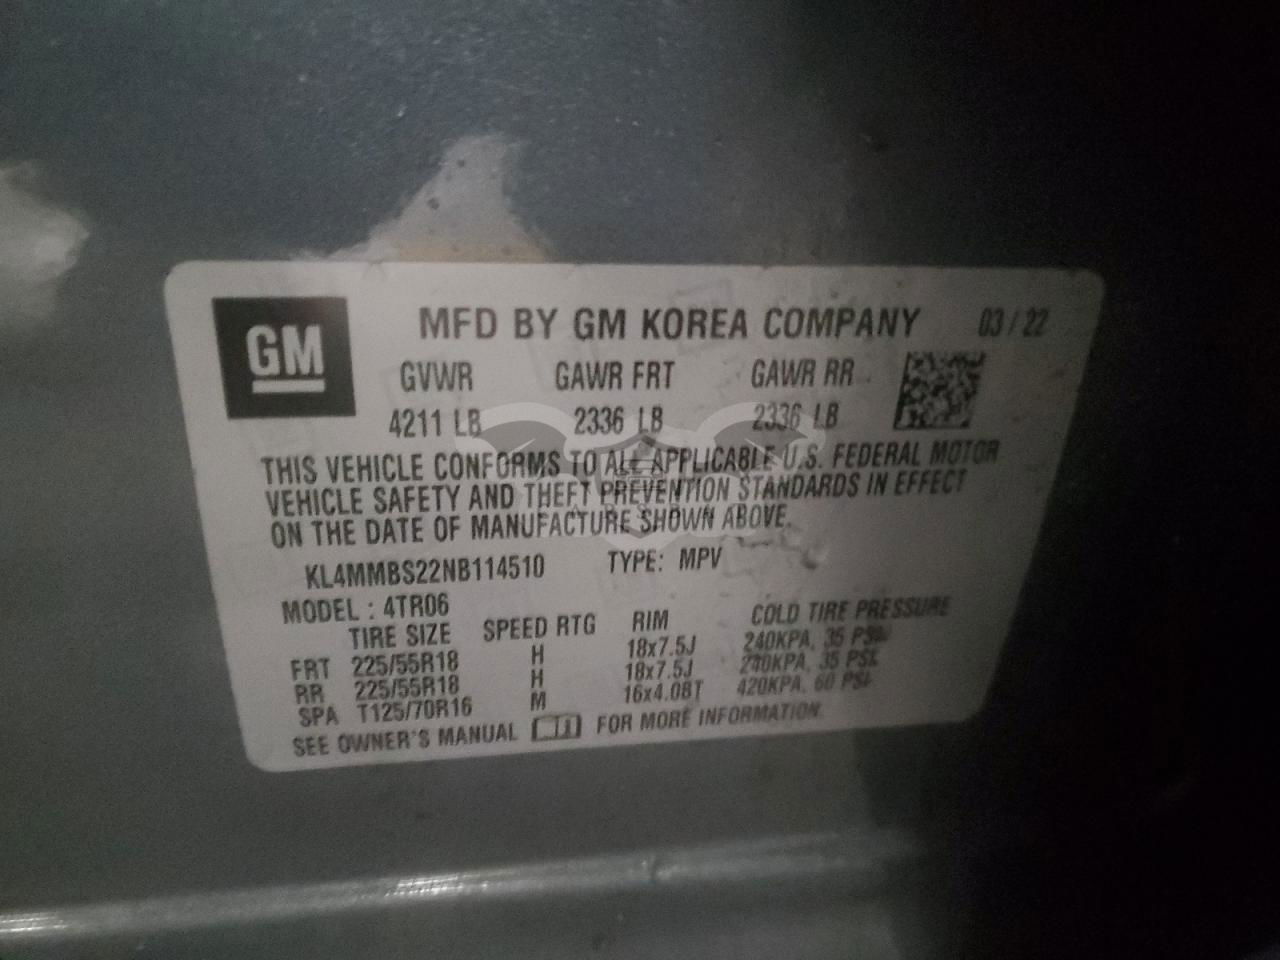 GM
MFD BY GM KOREA COMPANY 03/22
GVWR GAWR FRT GAWR RR
4211 LB 2336 LB 2336 LB
THIS VEHICLE CONFORMS TO ALL APPLICABLE U.S. FEDERAL MOTOR
VEHICLE SAFETY AND THEFT PREVENTION STANDARDS IN EFFECT
ON THE DATE OF MANUFACTURE SHOWN ABOVE.
KL4MMBS22NB114510 TYPE: MPV
MODEL : 4TR06
TIRE SIZE SPEED RTG RIM COLD TIRE PRESSURE
FRT 225/55R18 H 18x7.5J 240KPA, 35 PSI
RR 225/55R18 H 18x7.5J 240KPA, 35 PSI
SPA T125/70R16 M 16x4.0BT 420KPA, 60 PSI
SEE OWNER'S MANUAL FOR MORE INFORMATION